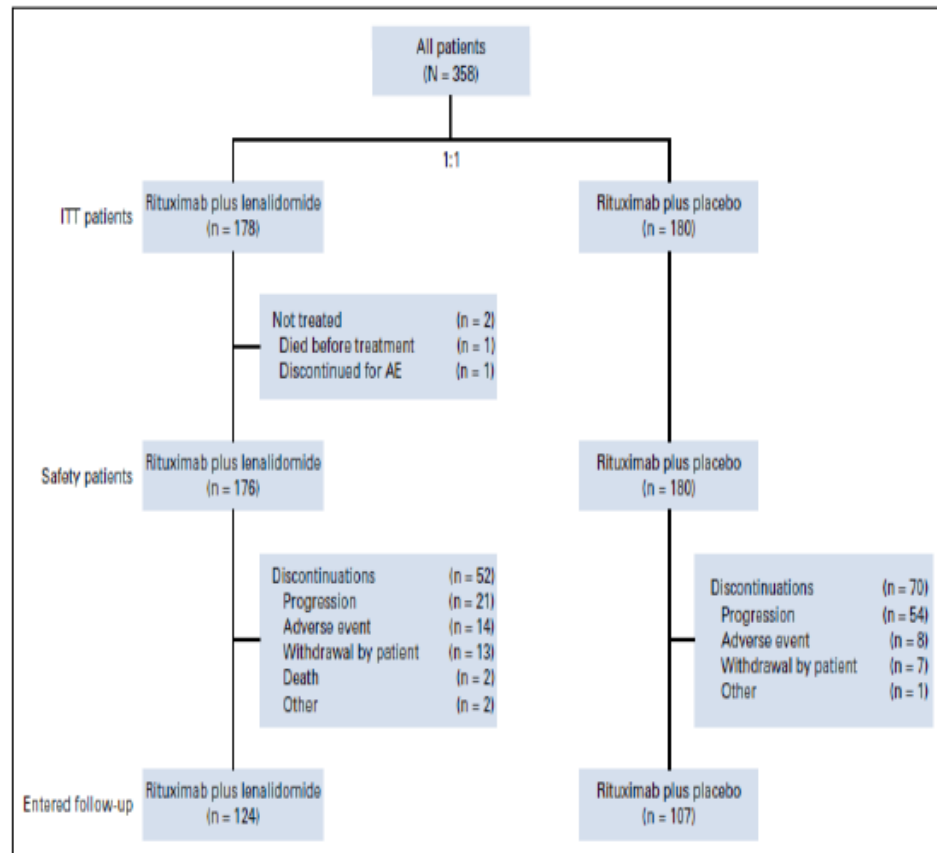 All patients
(N = 358)
1:1
ITT patients
Rituximab plus lenalidomide
(n = 178)
Rituximab plus placebo
(n = 180)
Not treated (n = 2)
Died before treatment (n = 1)
Discontinued for AE (n = 1)
Safety patients
Rituximab plus lenalidomide
(n = 176)
Rituximab plus placebo
(n = 180)
Discontinuations (n = 52)
Progression (n = 21)
Adverse event (n = 14)
Withdrawal by patient (n = 13)
Death (n = 2)
Other (n = 2)
Discontinuations (n = 70)
Progression (n = 54)
Adverse event (n = 8)
Withdrawal by patient (n = 7)
Other (n = 1)
Entered follow-up
Rituximab plus lenalidomide
(n = 124)
Rituximab plus placebo
(n = 107)